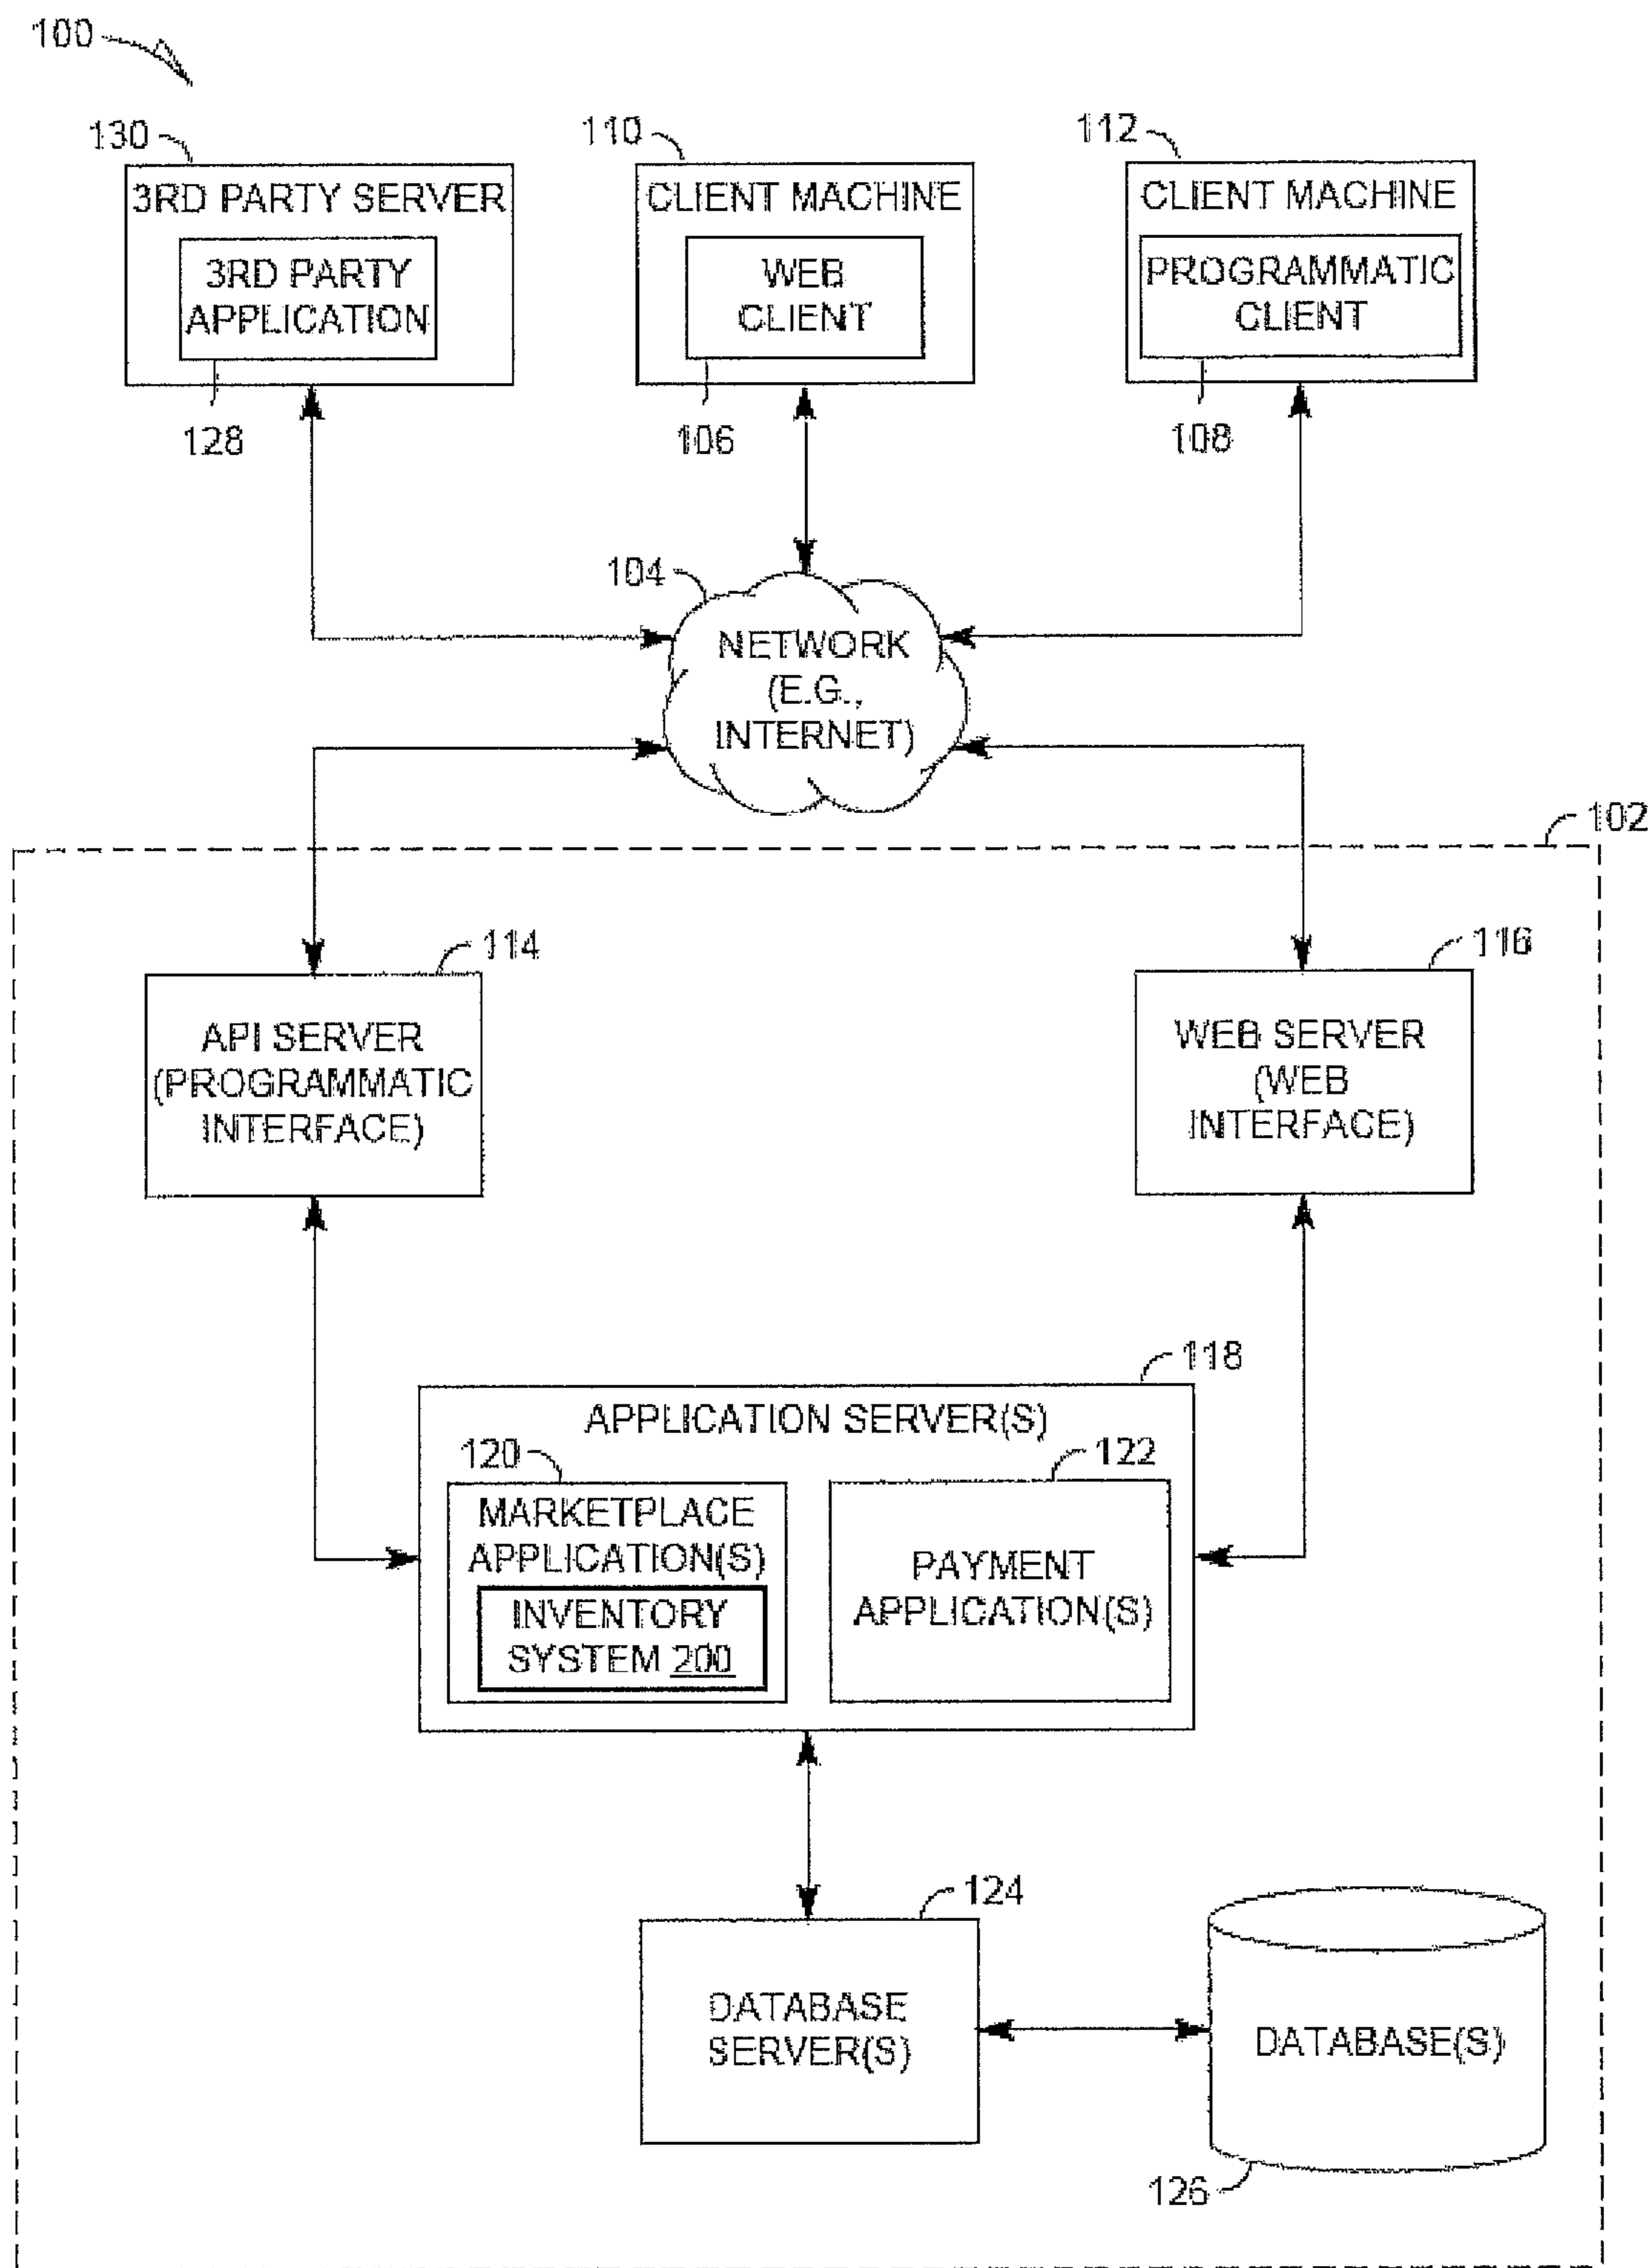 100
130
110
112
3RD PARTY SERVER
CLIENT MACHINE
CLIENT MACHINE
3RD PARTY
APPLICATION
WEB
CLIENT
PROGRAMMATIC
CLIENT
128
106
108
104
NETWORK
(E.G.,
INTERNET)
102
114
116
API SERVER
(PROGRAMMATIC
INTERFACE)
WEB SERVER
(WEB
INTERFACE)
118
APPLICATION SERVER(S)
120
122
MARKETPLACE
APPLICATION(S)
INVENTORY
SYSTEM 200
PAYMENT
APPLICATION(S)
124
DATABASE
SERVER(S)
DATABASE(S)
126